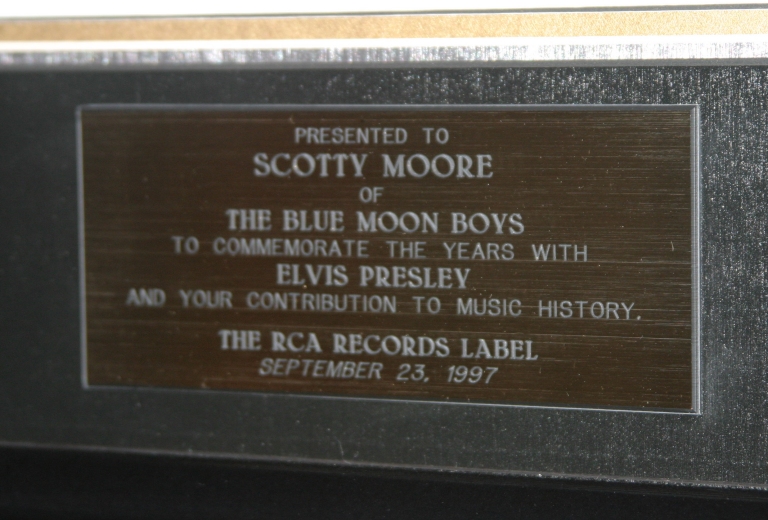 PRESENTED TO
SCOTTY MOORE
OF
THE BLUE MOON BOYS
TO COMMEMORATE THE YEARS WITH
ELVIS PRESLEY
AND YOUR CONTRIBUTION TO MUSIC HISTORY.
THE RCA RECORDS LABEL
SEPTEMBER 23, 1997